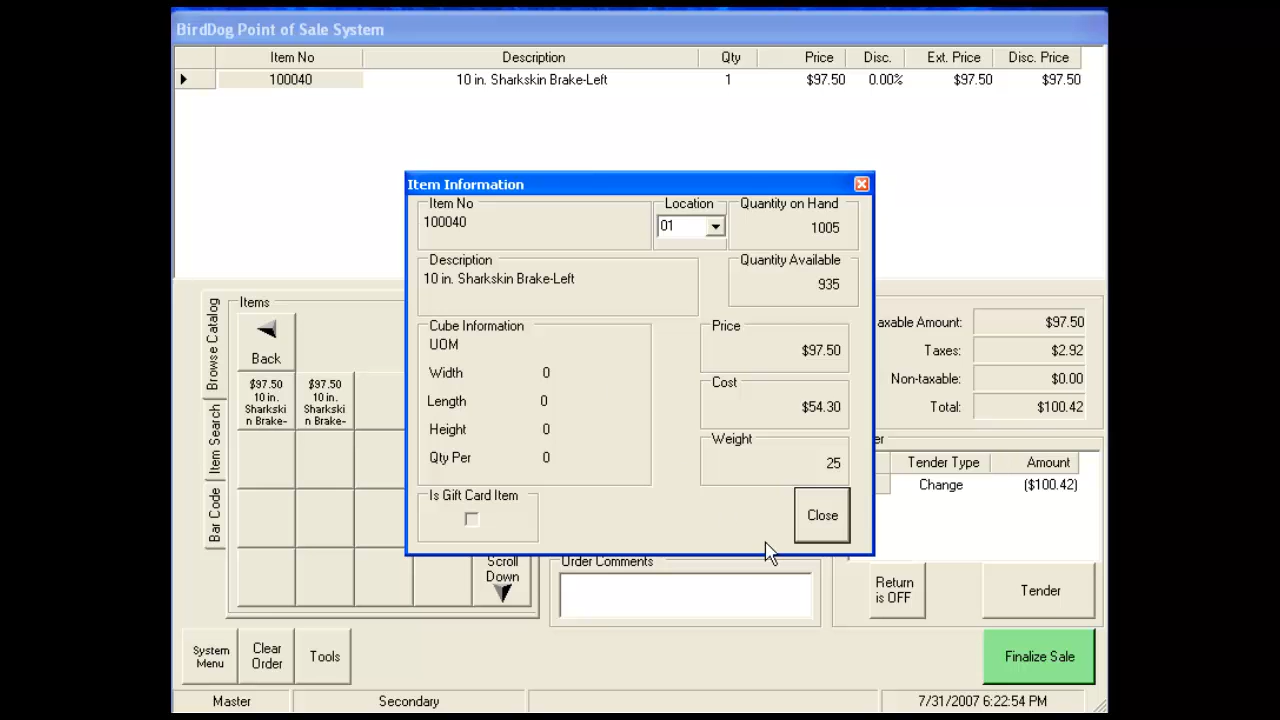 BirdDog Point of Sale System
Item No Description Qty Price Disc. Ext. Price Disc. Price
100040 10 in. Sharkskin Brake-Left 1 $97.50 0.00% $97.50 $97.50
Item Information
Item No
100040
Location
01
Quantity on Hand
1005
Description
10 in. Sharkskin Brake-Left
Quantity Available
935
Cube Information
UOM
Width 0
Length 0
Height 0
Qty Per 0
Price
$97.50
Cost
$54.30
Weight
25
Is Gift Card Item
Close
Browse Catalog
Item Search
Bar Code
Items
Back
$97.50
10 in.
Sharkski
n Brake-
$97.50
10 in.
Sharkski
n Brake-
Scroll
Down
Order Comments
axable Amount: $97.50
Taxes: $2.92
Non-taxable: $0.00
Total: $100.42
er
Tender Type Amount
Change ($100.42)
Return
is OFF
Tender
System
Menu
Clear
Order
Tools
Finalize Sale
Master Secondary 7/31/2007 6:22:54 PM